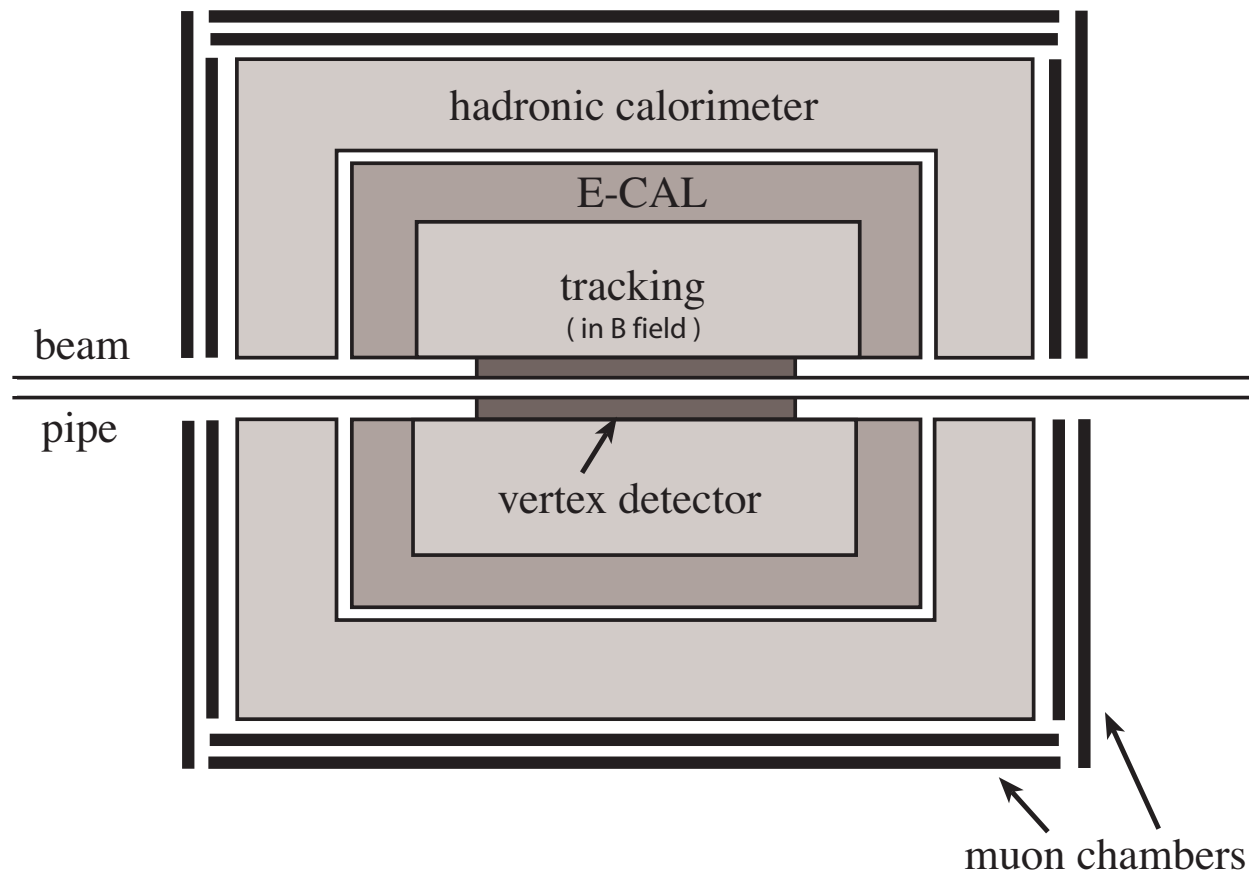 hadronic calorimeter
E-CAL
tracking
( in B field )
beam
pipe
vertex detector
muon chambers